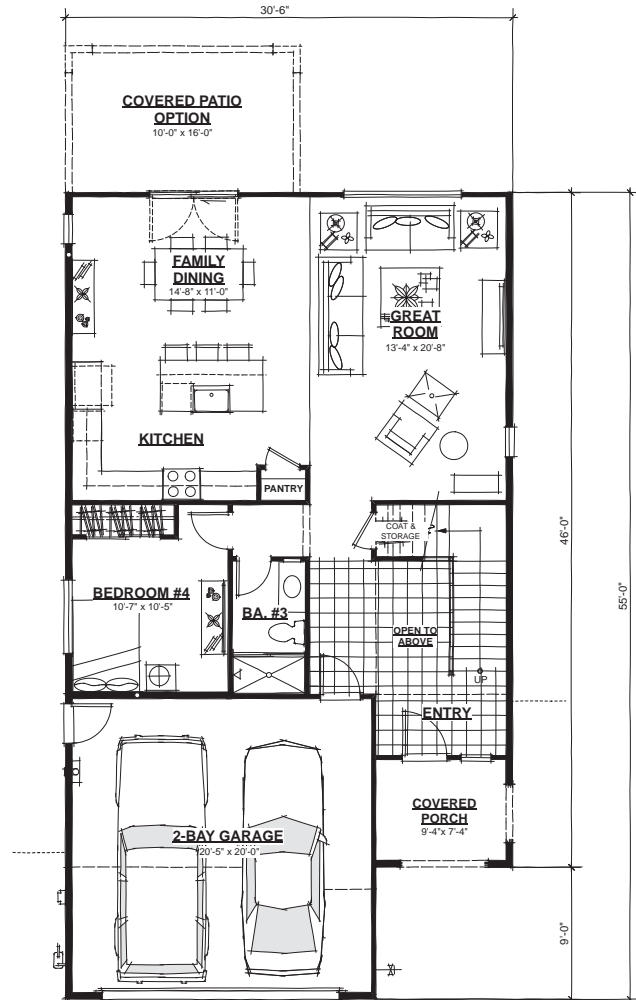 30'-6"
COVERED PATIO
OPTION
10'-0" x 16'-0"
FAMILY
DINING
14'-8" x 11'-0"
GREAT
ROOM
13'-4" x 20'-8"
KITCHEN
PANTRY
COAT &
STORAGE
46'-0"
55'-0"
BEDROOM #4
10'-7" x 10'-5"
BA. #3
OPEN TO
ABOVE
UP
ENTRY
COVERED
PORCH
9'-4"x 7'-4"
2-BAY GARAGE
20'-5" x 20'-0"
9'-0"